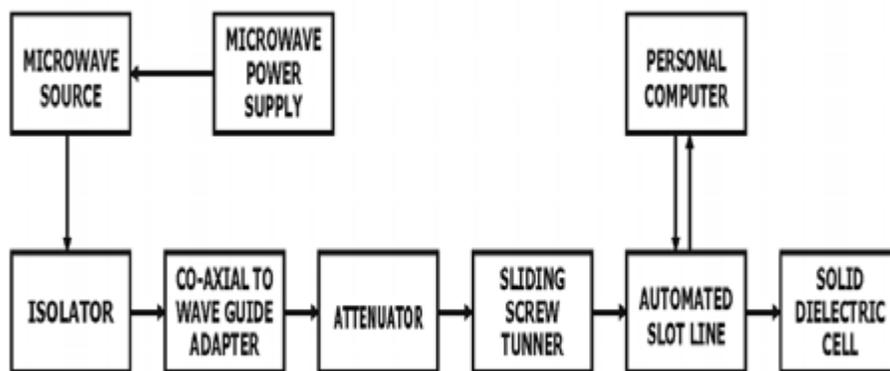 MICROWAVE
SOURCE
MICROWAVE
POWER
SUPPLY
PERSONAL
COMPUTER
ISOLATOR
CO-AXIAL TO
WAVE GUIDE
ADAPTER
ATTENUATOR
SLIDING
SCREW
TUNNER
AUTOMATED
SLOT LINE
SOLID
DIELECTRIC
CELL